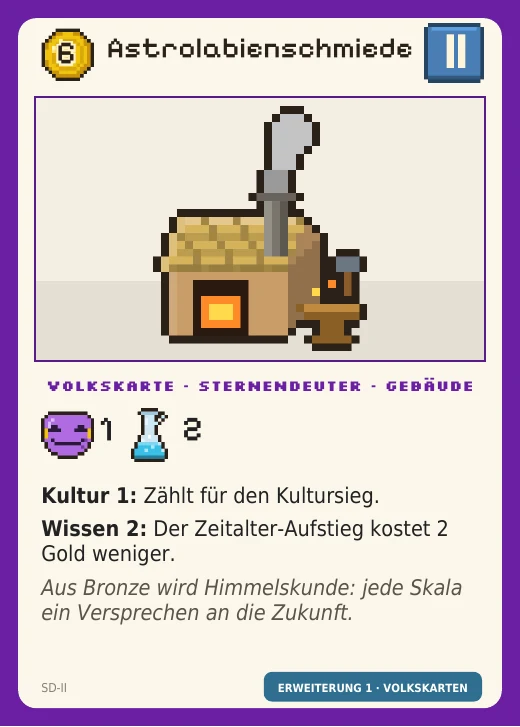 6 Astrolabienschmiede II
VOLKSKARTE · STERNENDEUTER · GEBÄUDE
1 2
Kultur 1: Zählt für den Kultursieg.
Wissen 2: Der Zeitalter-Aufstieg kostet 2
Gold weniger.
Aus Bronze wird Himmelskunde: jede Skala
ein Versprechen an die Zukunft.
SD-II
ERWEITERUNG 1 · VOLKSKARTEN